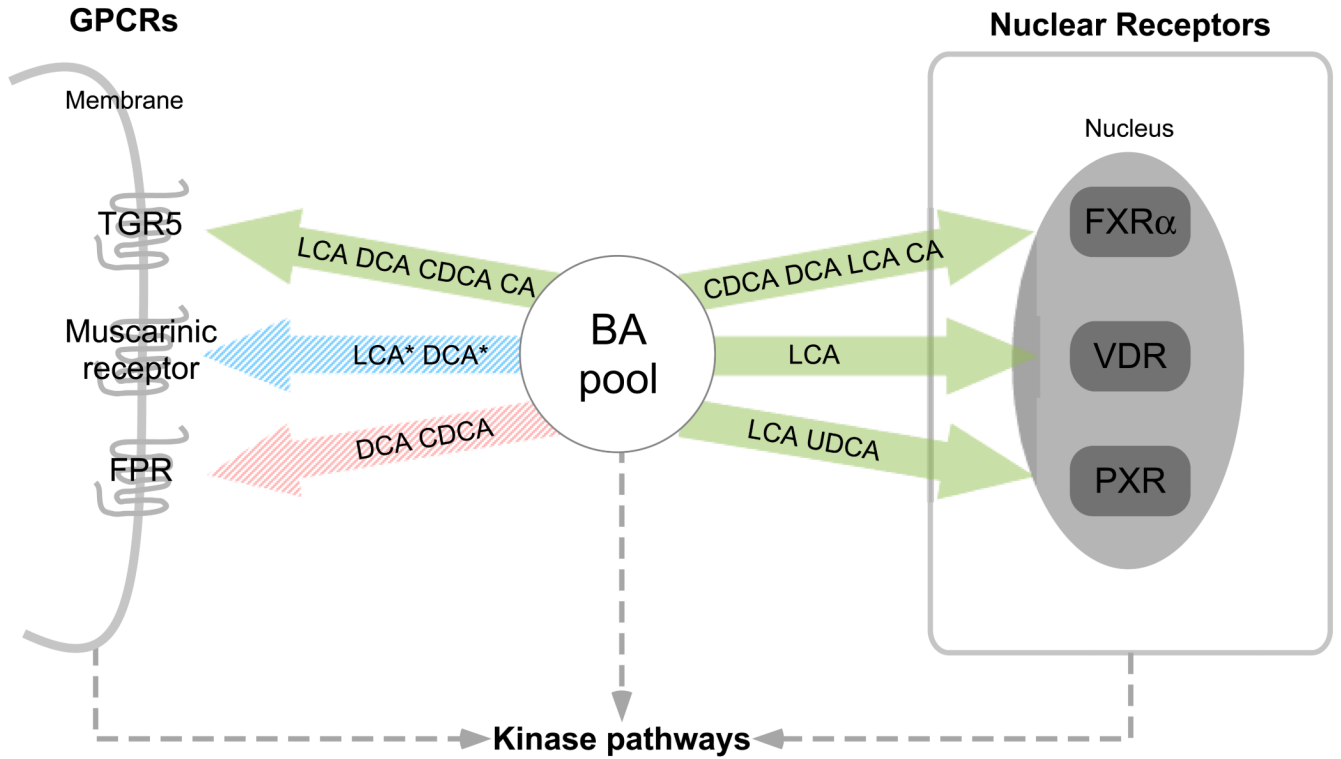 GPCRs
Nuclear Receptors
Membrane
Nucleus
TGR5
LCA DCA CDCA CA
CDCA DCA LCA CA
FXRα
Muscarinic
receptor
LCA* DCA*
BA
pool
LCA
VDR
FPR
DCA CDCA
LCA UDCA
PXR
Kinase pathways